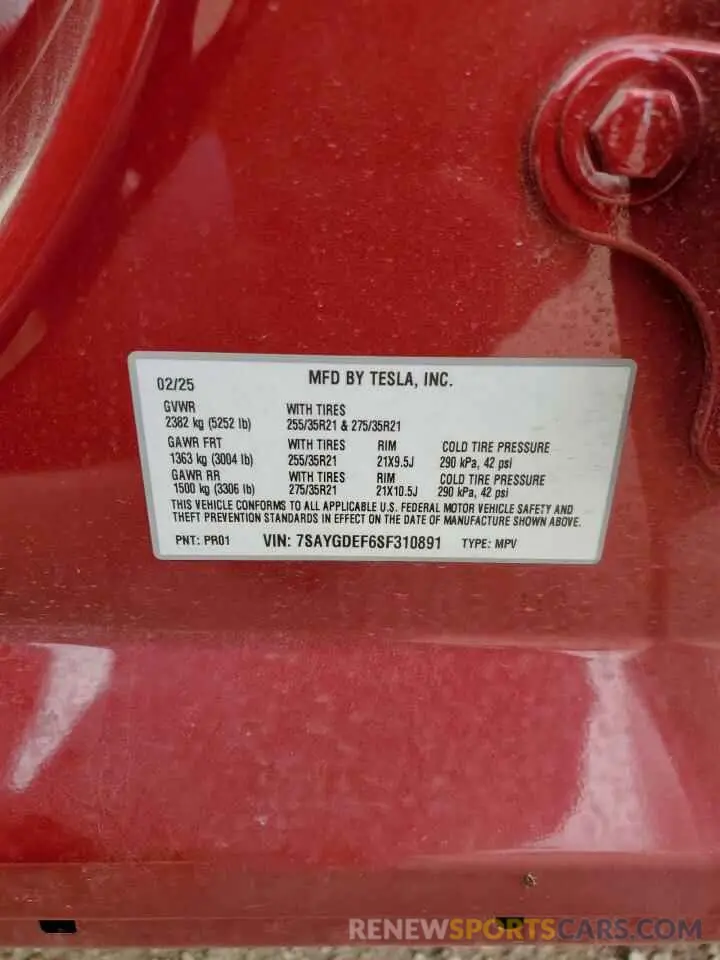 02/25 MFD BY TESLA, INC.
GVWR WITH TIRES
2382 kg (5252 lb) 255/35R21 & 275/35R21
GAWR FRT WITH TIRES RIM COLD TIRE PRESSURE
1363 kg (3004 lb) 255/35R21 21X9.5J 290 kPa, 42 psi
GAWR RR WITH TIRES RIM COLD TIRE PRESSURE
1500 kg (3306 lb) 275/35R21 21X10.5J 290 kPa, 42 psi
THIS VEHICLE CONFORMS TO ALL APPLICABLE U.S. FEDERAL MOTOR VEHICLE SAFETY AND
THEFT PREVENTION STANDARDS IN EFFECT ON THE DATE OF MANUFACTURE SHOWN ABOVE.
PNT: PR01 VIN: 7SAYGDEF6SF310891 TYPE: MPV
RENEWSPORTSCARS.COM